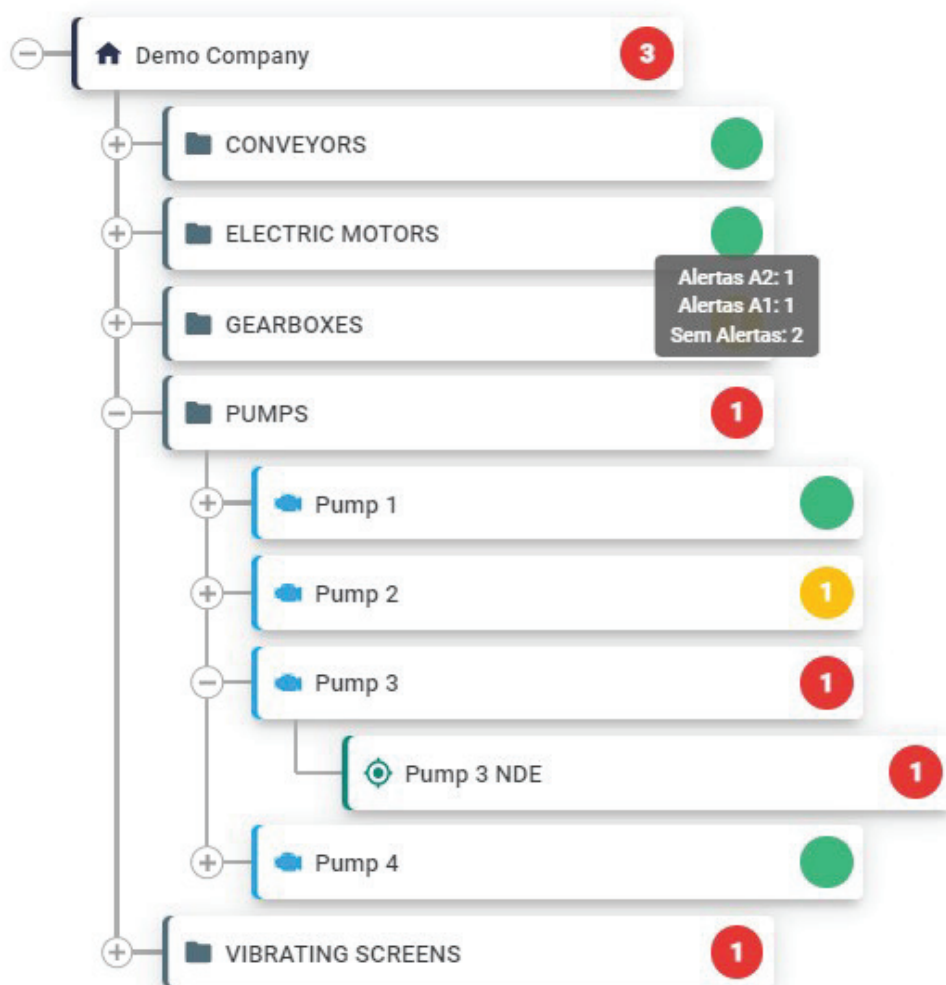 Demo Company
3
CONVEYORS
ELECTRIC MOTORS
Alertas A2: 1
Alertas A1: 1
Sem Alertas: 2
GEARBOXES
PUMPS
1
Pump 1
Pump 2
1
Pump 3
1
Pump 3 NDE
1
Pump 4
VIBRATING SCREENS
1